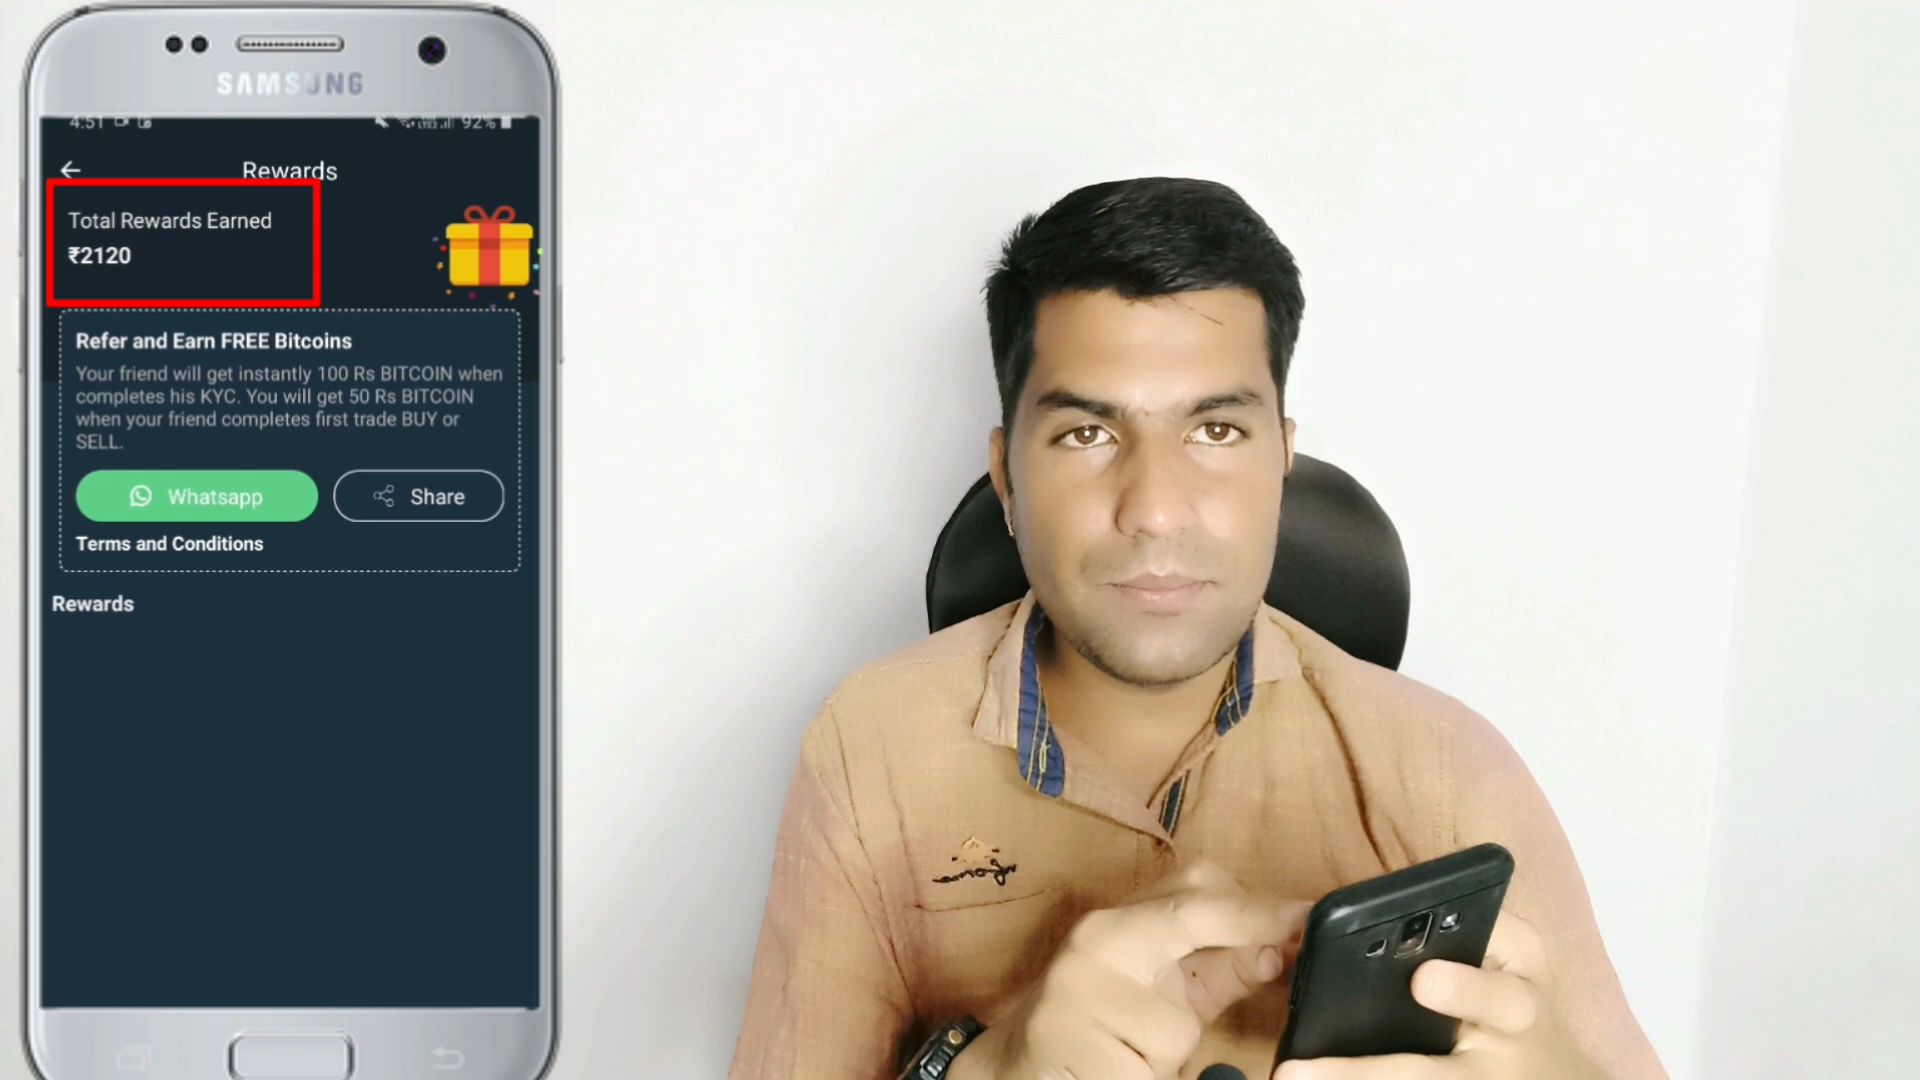 SAMSUNG
4:51
92%
Rewards
Total Rewards Earned
₹2120
Refer and Earn FREE Bitcoins
Your friend will get instantly 100 Rs BITCOIN when
completes his KYC. You will get 50 Rs BITCOIN
when your friend completes first trade BUY or
SELL.
Whatsapp
Share
Terms and Conditions
Rewards